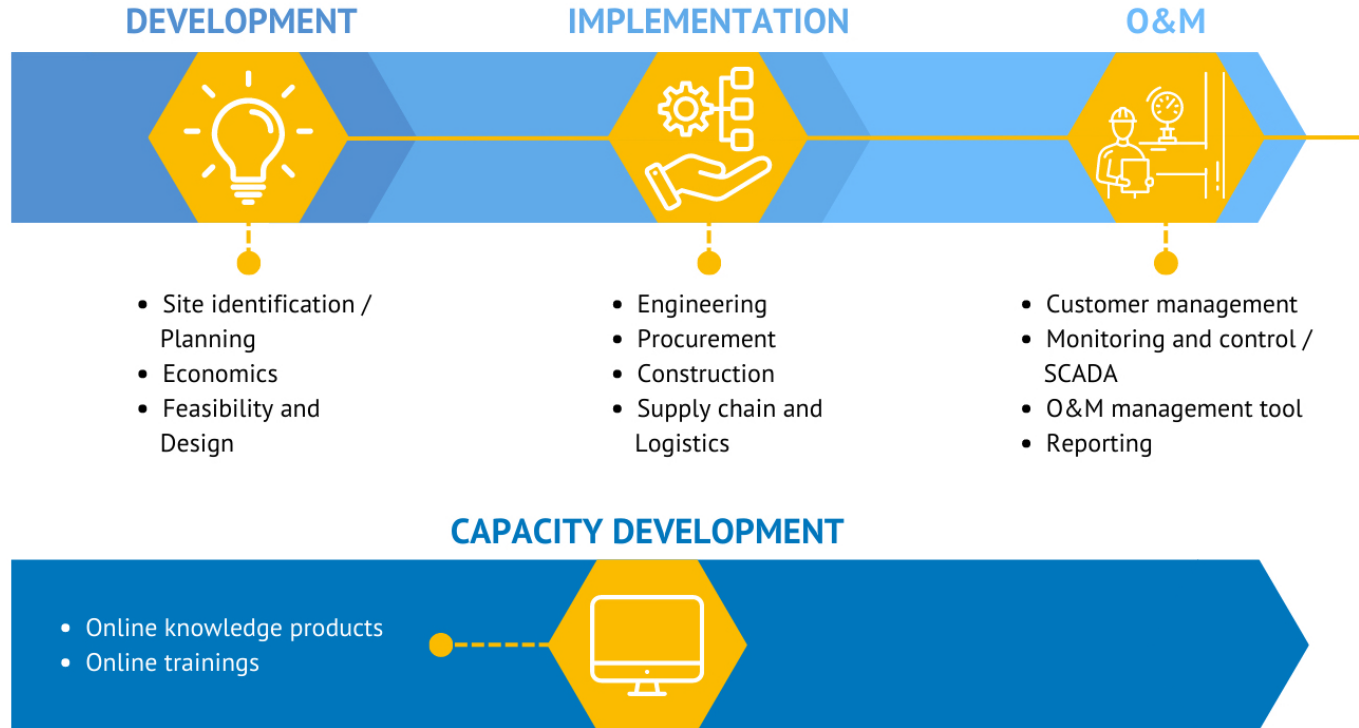 DEVELOPMENT
IMPLEMENTATION
O&M
• Site identification /
Planning
• Economics
• Feasibility and
Design
• Engineering
• Procurement
• Construction
• Supply chain and
Logistics
• Customer management
• Monitoring and control /
SCADA
• O&M management tool
• Reporting
CAPACITY DEVELOPMENT
• Online knowledge products
• Online trainings